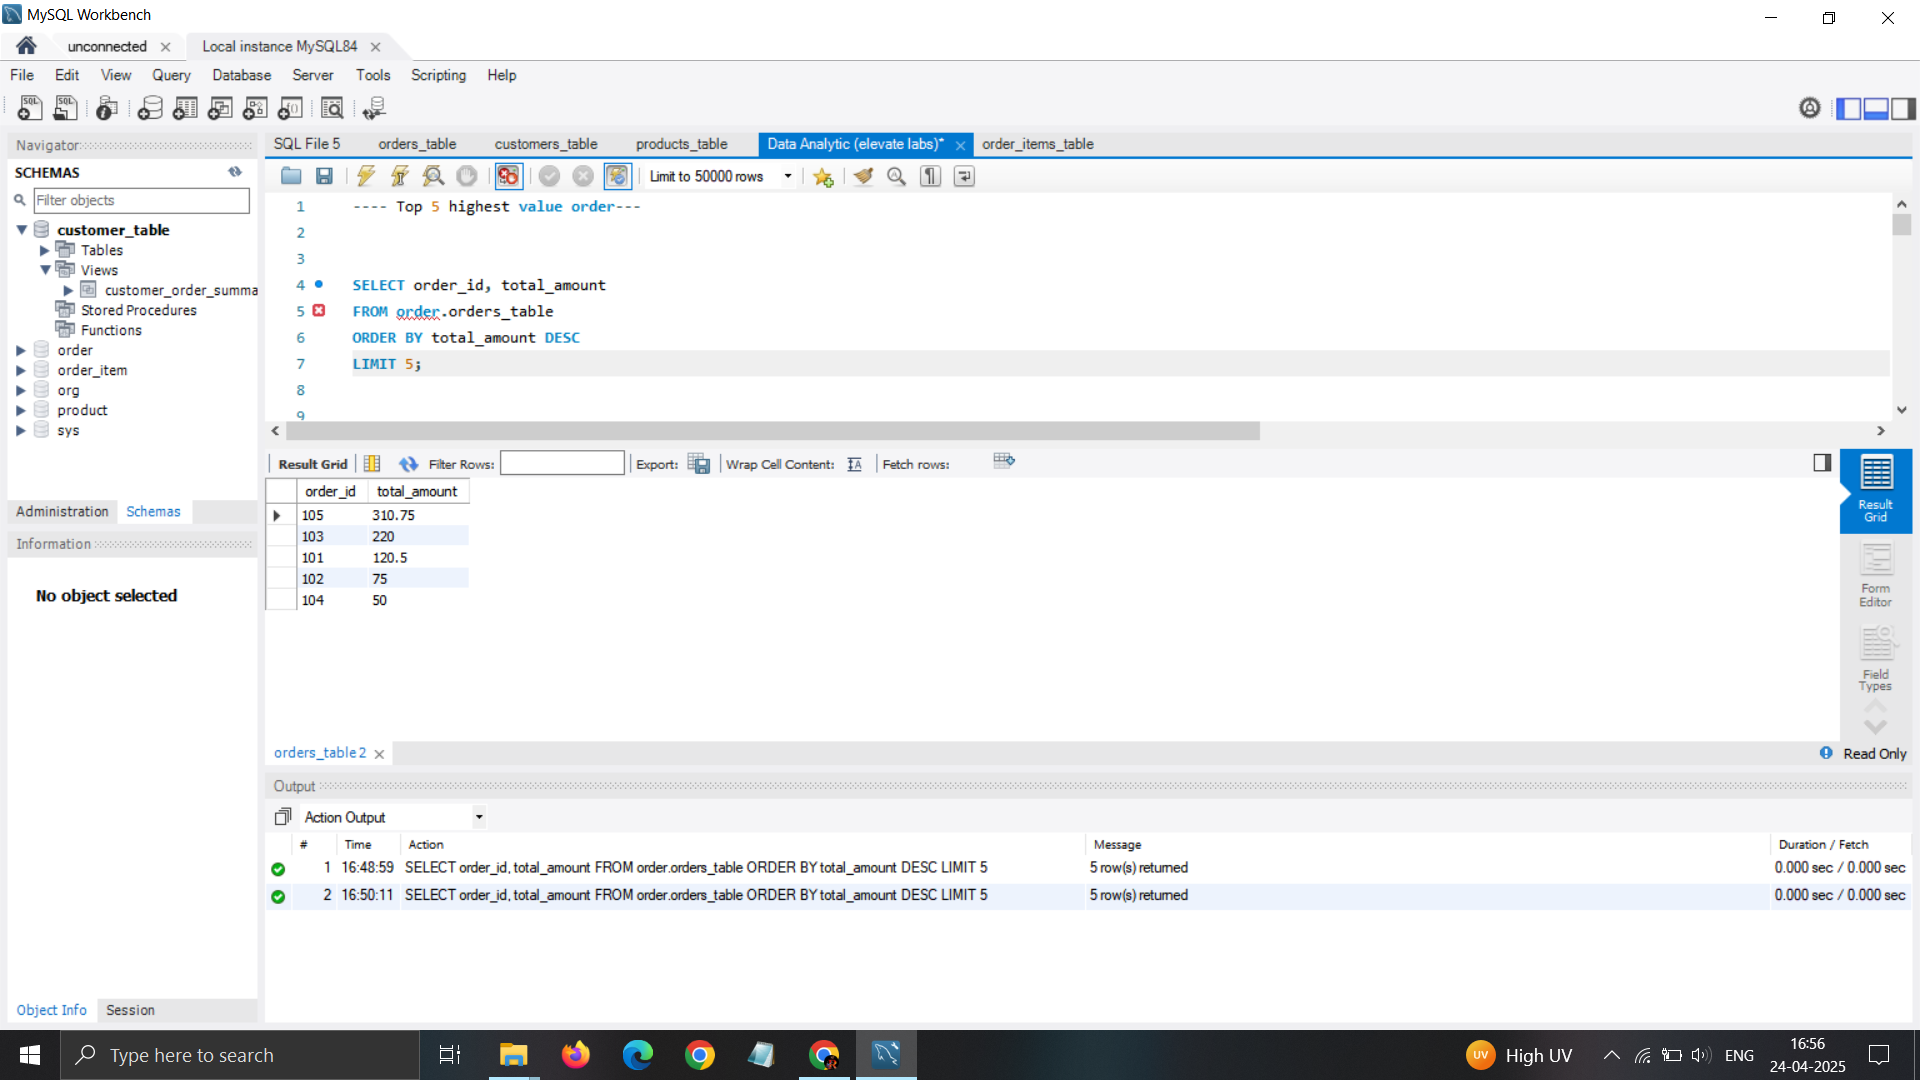 MySQL Workbench
unconnected
Local instance MySQL84
File Edit View Query Database Server Tools Scripting Help
Navigator
SCHEMAS
Filter objects
customer_table
Tables
Views
customer_order_summa
Stored Procedures
Functions
order
order_item
org
product
sys
Administration Schemas
Information
No object selected
Object Info Session
SQL File 5 orders_table customers_table products_table Data Analytic (elevate labs)* order_items_table
Limit to 50000 rows
1 ---- Top 5 highest value order---
2
3
4 SELECT order_id, total_amount
5 FROM order.orders_table
6 ORDER BY total_amount DESC
7 LIMIT 5;
8
9
Result Grid Filter Rows: Export: Wrap Cell Content: Fetch rows:
order_id total_amount
105 310.75
103 220
101 120.5
102 75
104 50
Result Grid
Form Editor
Field Types
orders_table 2
Read Only
Output
Action Output
# Time Action Message Duration / Fetch
1 16:48:59 SELECT order_id, total_amount FROM order.orders_table ORDER BY total_amount DESC LIMIT 5 5 row(s) returned 0.000 sec / 0.000 sec
2 16:50:11 SELECT order_id, total_amount FROM order.orders_table ORDER BY total_amount DESC LIMIT 5 5 row(s) returned 0.000 sec / 0.000 sec
Type here to search
UV High UV
ENG
16:56
24-04-2025